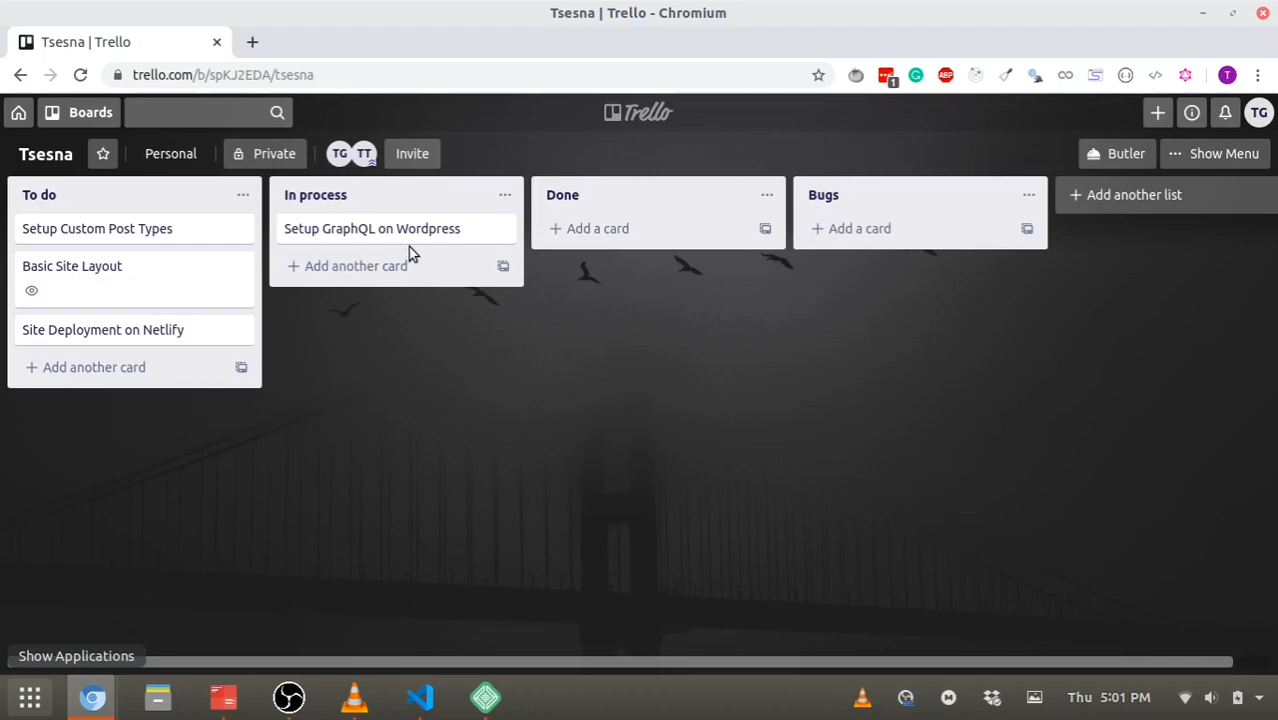 Tsesna | Trello - Chromium
Tsesna | Trello
trello.com/b/spKJ2EDA/tsesna
ABP
1
T
Boards
Trello
TG
Tsesna
Personal
Private
TG
TT
Invite
Butler
Show Menu
To do
Setup Custom Post Types
Basic Site Layout
Site Deployment on Netlify
Add another card
In process
Setup GraphQL on Wordpress
Add another card
Done
Add a card
Bugs
Add a card
Add another list
Show Applications
Thu 5:01 PM